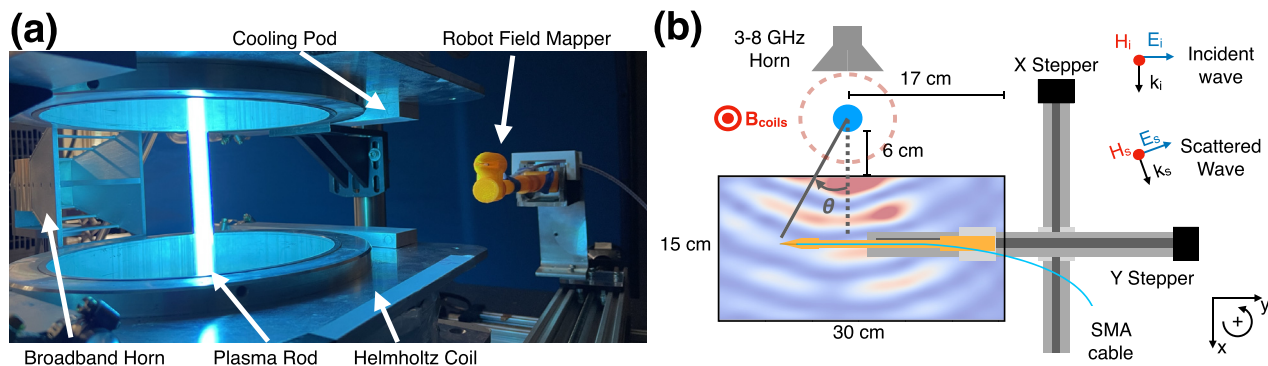 (a)
Cooling Pod
Robot Field Mapper
Broadband Horn
Plasma Rod
Helmholtz Coil
(b)
3-8 GHz
Horn
17 cm
X Stepper
Hi
Ei
ki
Incident
wave
Bcoils
6 cm
Hs
Es
ks
Scattered
Wave
θ
15 cm
Y Stepper
30 cm
SMA
cable
y
+
x